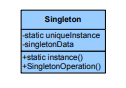 Singleton
-static uniqueInstance
-singletonData
+static instance()
+SingletonOperation()